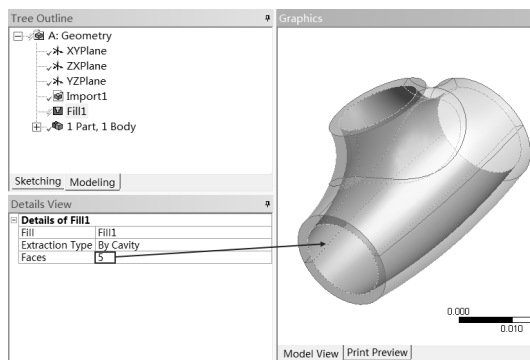 Tree Outline
A: Geometry
XYPlane
ZXPlane
YZPlane
Import1
Fill1
1 Part, 1 Body
Sketching Modeling
Details View
Details of Fill1
Fill Fill1
Extraction Type By Cavity
Faces 5
Graphics
0.000
0.010
Model View Print Preview